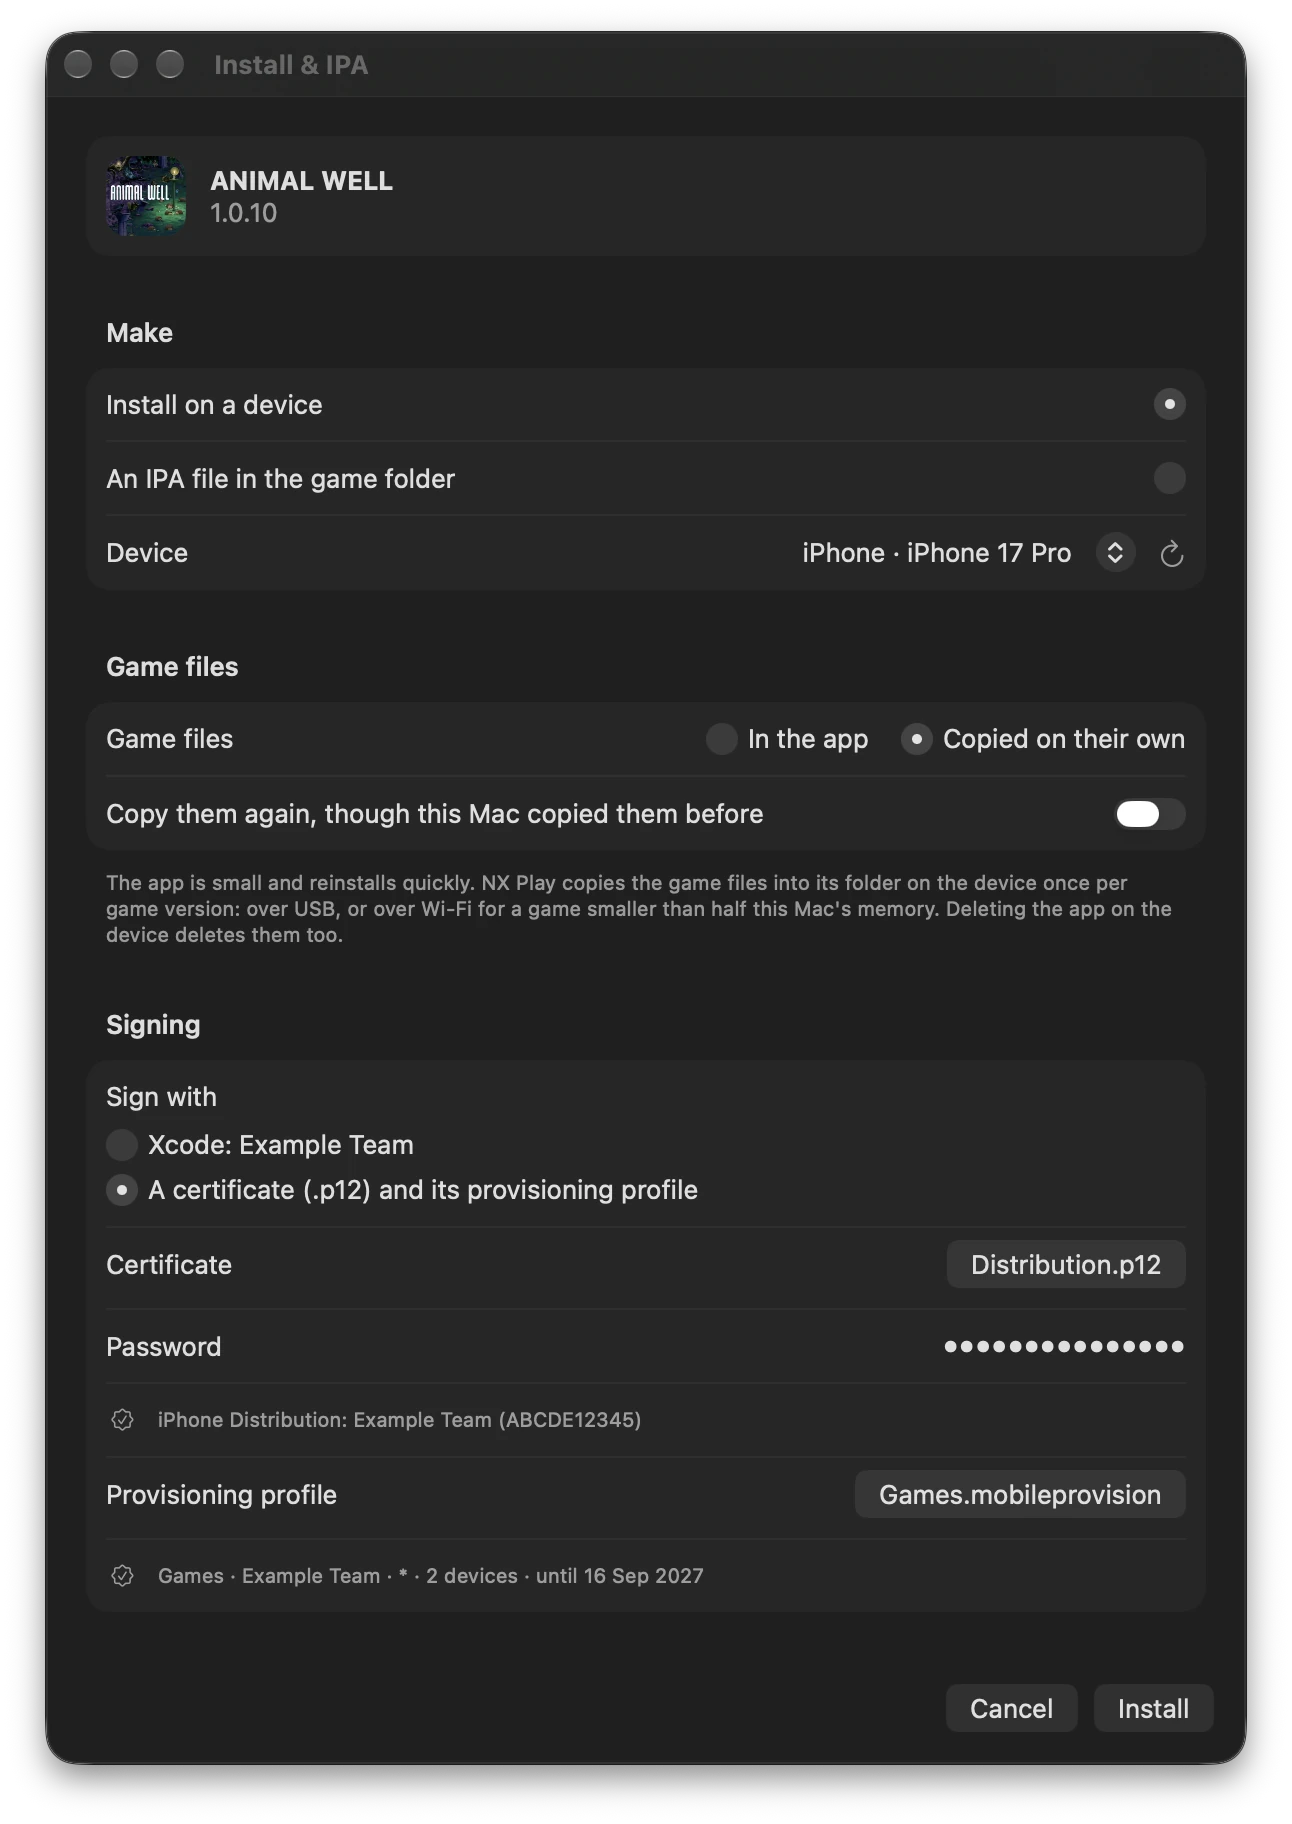 Install & IPA
ANIMAL WELL
ANIMAL WELL
1.0.10
Make
Install on a device
An IPA file in the game folder
Device
iPhone · iPhone 17 Pro
Game files
Game files
In the app
Copied on their own
Copy them again, though this Mac copied them before
The app is small and reinstalls quickly. NX Play copies the game files into its folder on the device once per
game version: over USB, or over Wi-Fi for a game smaller than half this Mac's memory. Deleting the app on the
device deletes them too.
Signing
Sign with
Xcode: Example Team
A certificate (.p12) and its provisioning profile
Certificate
Distribution.p12
Password
•••••••••••••••
iPhone Distribution: Example Team (ABCDE12345)
Provisioning profile
Games.mobileprovision
Games · Example Team · * · 2 devices · until 16 Sep 2027
Cancel
Install